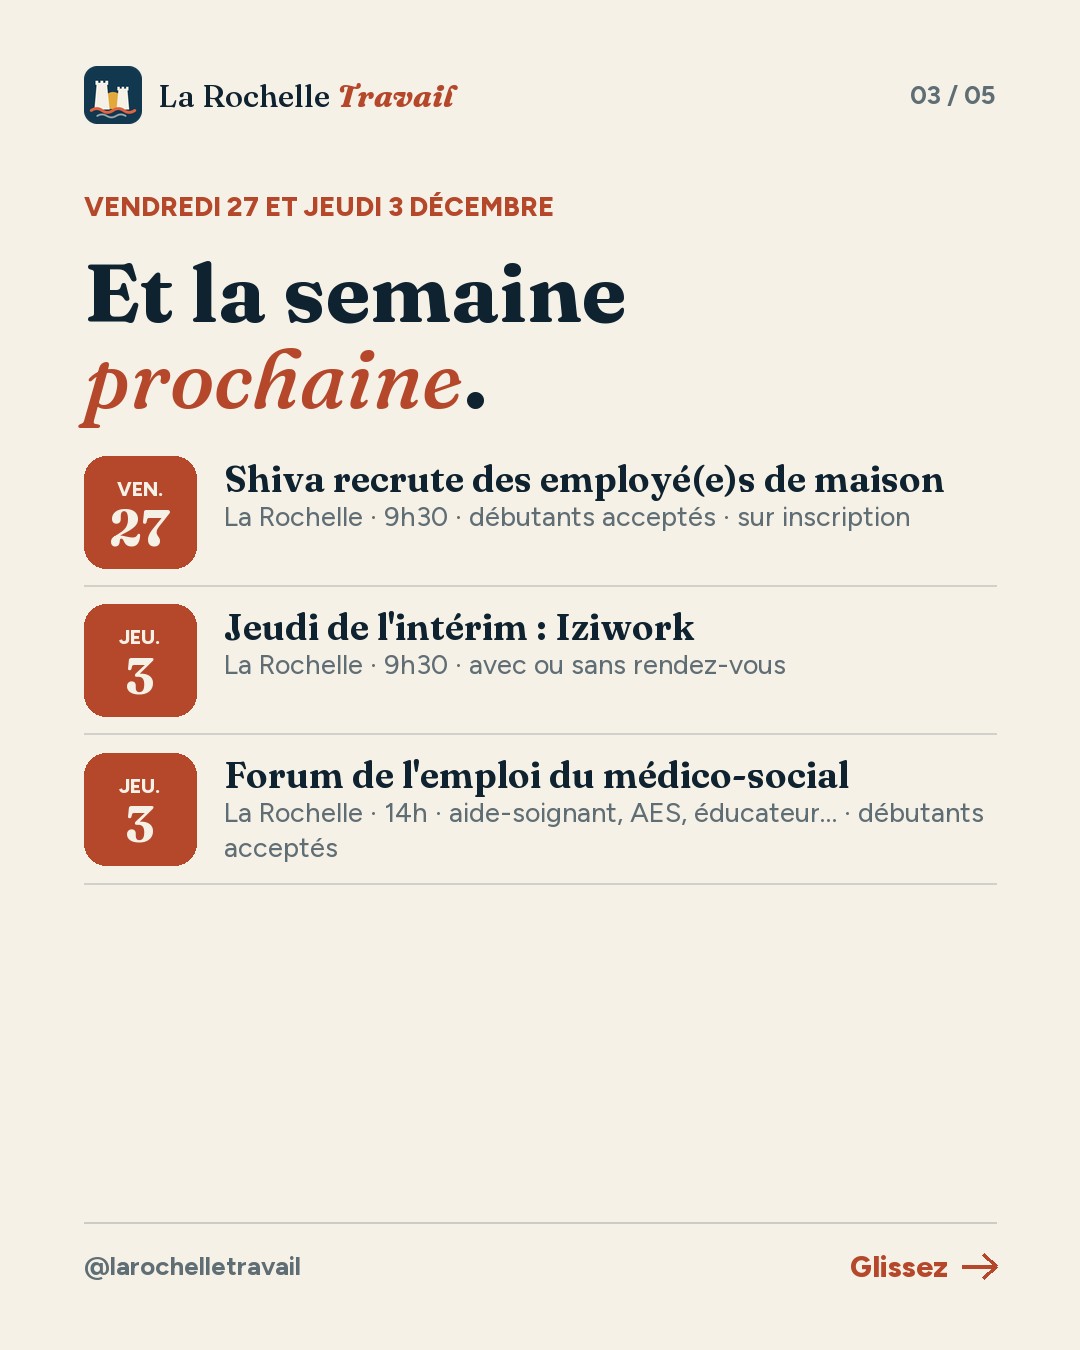 La Rochelle Travail
03 / 05
VENDREDI 27 ET JEUDI 3 DÉCEMBRE
Et la semaine
prochaine.
VEN.
27
Shiva recrute des employé(e)s de maison
La Rochelle · 9h30 · débutants acceptés · sur inscription
JEU.
3
Jeudi de l'intérim : Iziwork
La Rochelle · 9h30 · avec ou sans rendez-vous
JEU.
3
Forum de l'emploi du médico-social
La Rochelle · 14h · aide-soignant, AES, éducateur... · débutants
acceptés
@larochelletravail
Glissez →